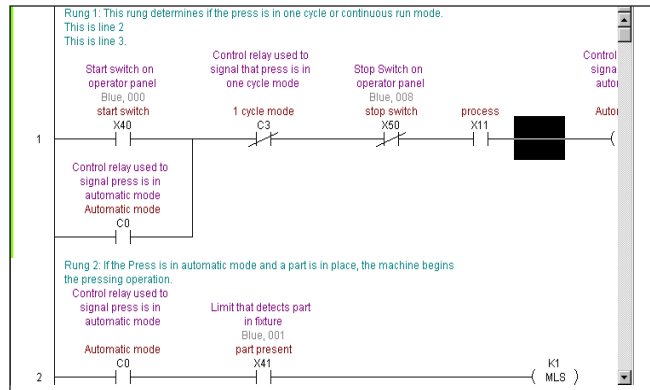 Rung 1: This rung determines if the press is in one cycle or continuous run mode.
This is line 2
This is line 3.
Control relay used to
signal that press is in
one cycle mode
Control
signa
autor
Start switch on
operator panel
Blue, 000
start switch
X40
1 cycle mode
C3
Stop Switch on
operator panel
Blue, 008
stop switch
X50
process
X11
Autor
1
Control relay used to
signal press is in
automatic mode
Automatic mode
C0
Rung 2: If the Press is in automatic mode and a part is in place, the machine begins
the pressing operation.
Control relay used to
signal press is in
automatic mode
Automatic mode
C0
Limit that detects part
in fixture
Blue, 001
part present
X41
K1
2
( MLS )